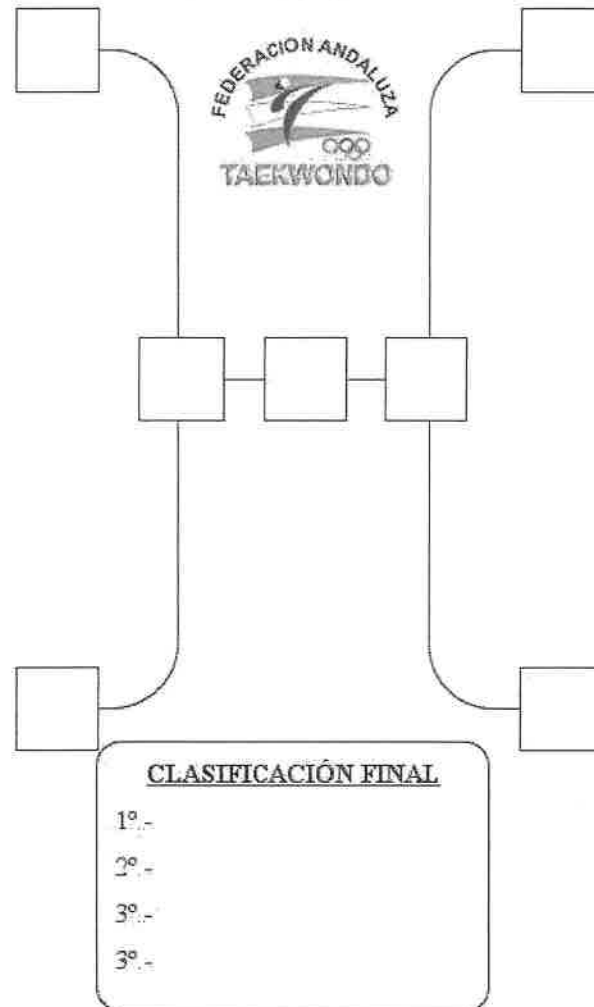 FEDERACION ANDALUZA
TAEKWONDO
CLASIFICACIÓN FINAL
1º.-
2º.-
3º.-
3º.-